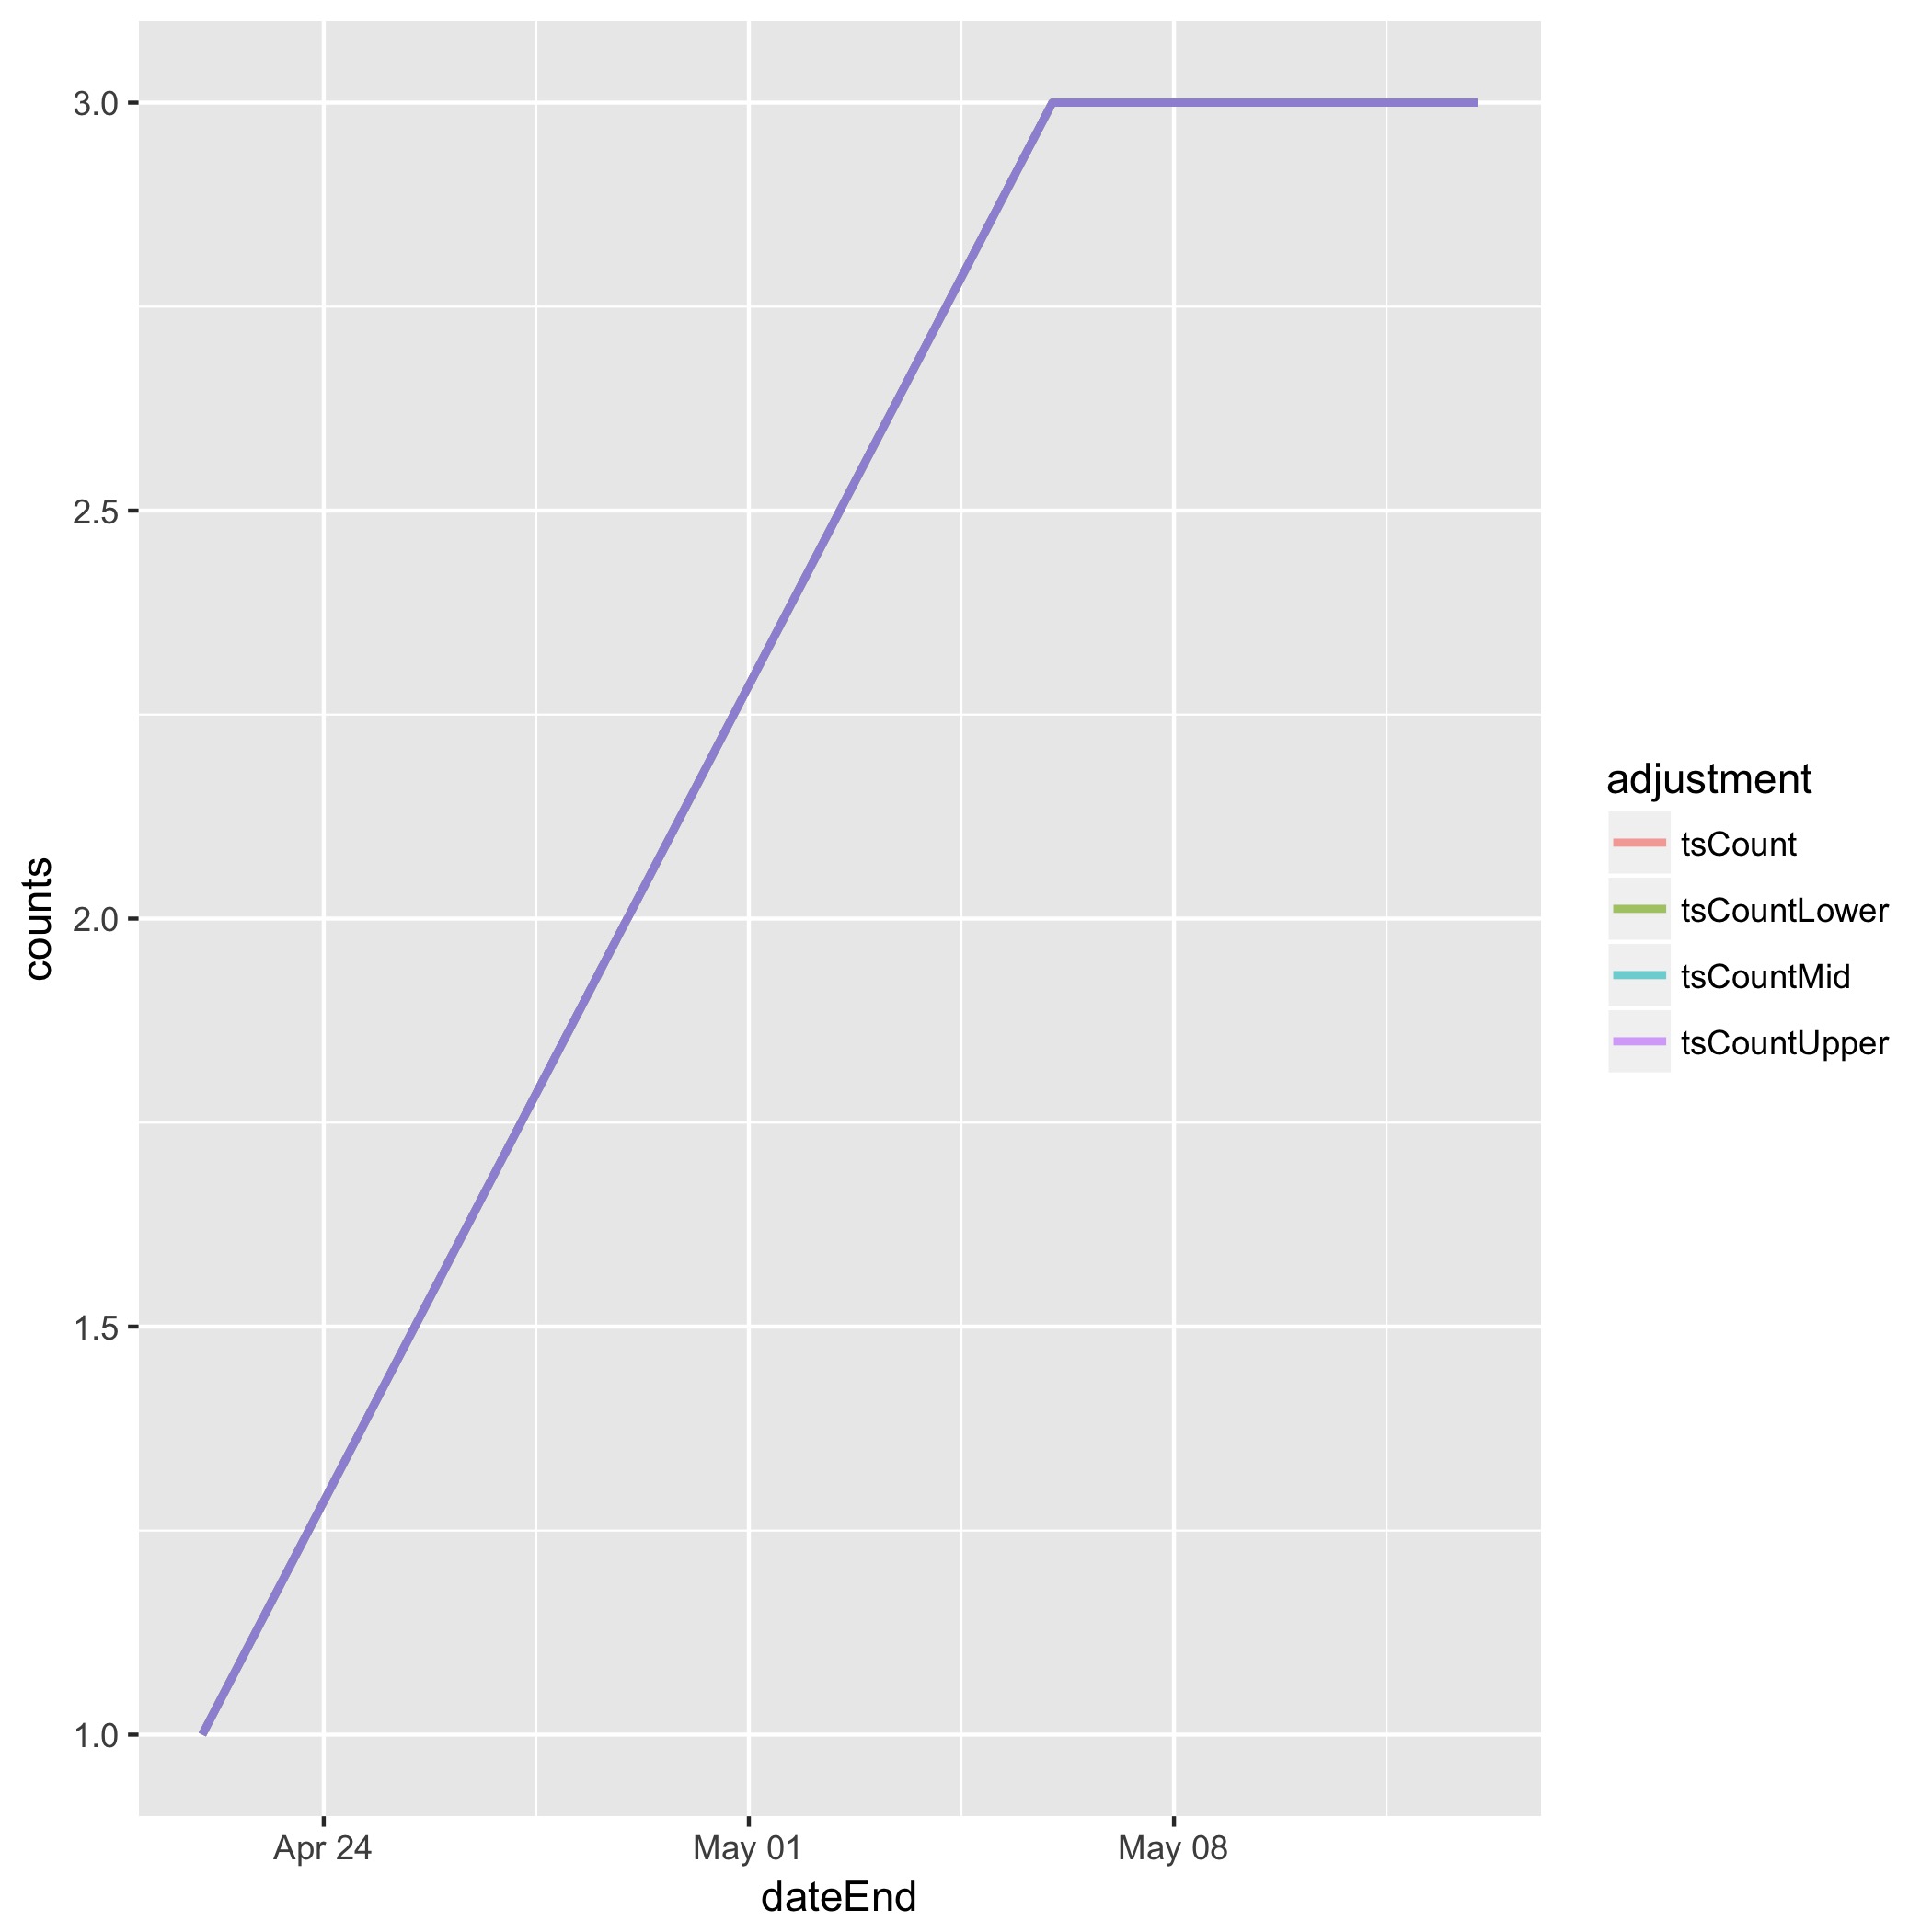 counts
3.0
2.5
2.0
1.5
1.0
Apr 24
May 01
May 08
dateEnd
adjustment
tsCount
tsCountLower
tsCountMid
tsCountUpper